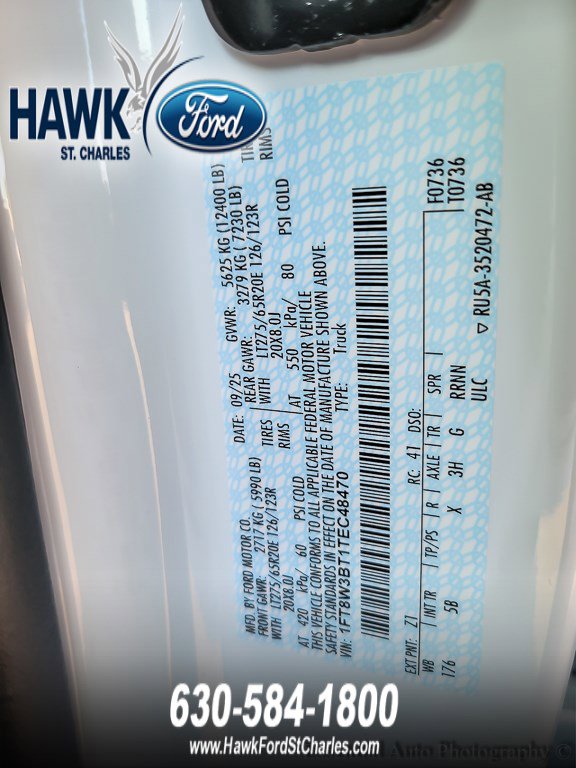 HAWK
ST. CHARLES
Ford
MFD. BY FORD MOTOR CO.
DATE: 09/25 GVWR: 5625 KG (12400 LB)
FRONT GAWR: 2717 KG ( 5990 LB) REAR GAWR: 3279 KG ( 7230 LB)
WITH LT275/65R20E 126/123R TIRES WITH LT275/65R20E 126/123R
20X8.0J RIMS 20X8.0J RIMS
AT 420 kPa/ 60 PSI COLD AT 550 kPa/ 80 PSI COLD
THIS VEHICLE CONFORMS TO ALL APPLICABLE FEDERAL MOTOR VEHICLE
SAFETY STANDARDS IN EFFECT ON THE DATE OF MANUFACTURE SHOWN ABOVE.
VIN: 1FT8W3BT1TEC48470 TYPE: Truck
F0736
T0736
EXT PNT: Z1 RC: 41 DSO:
WB INT TR TP/PS R AXLE TR SPR
176 5B X 3H G RRNN
ULC
▽ RU5A-3520472-AB
630-584-1800
www.HawkFordStCharles.com
Auto Photography ©